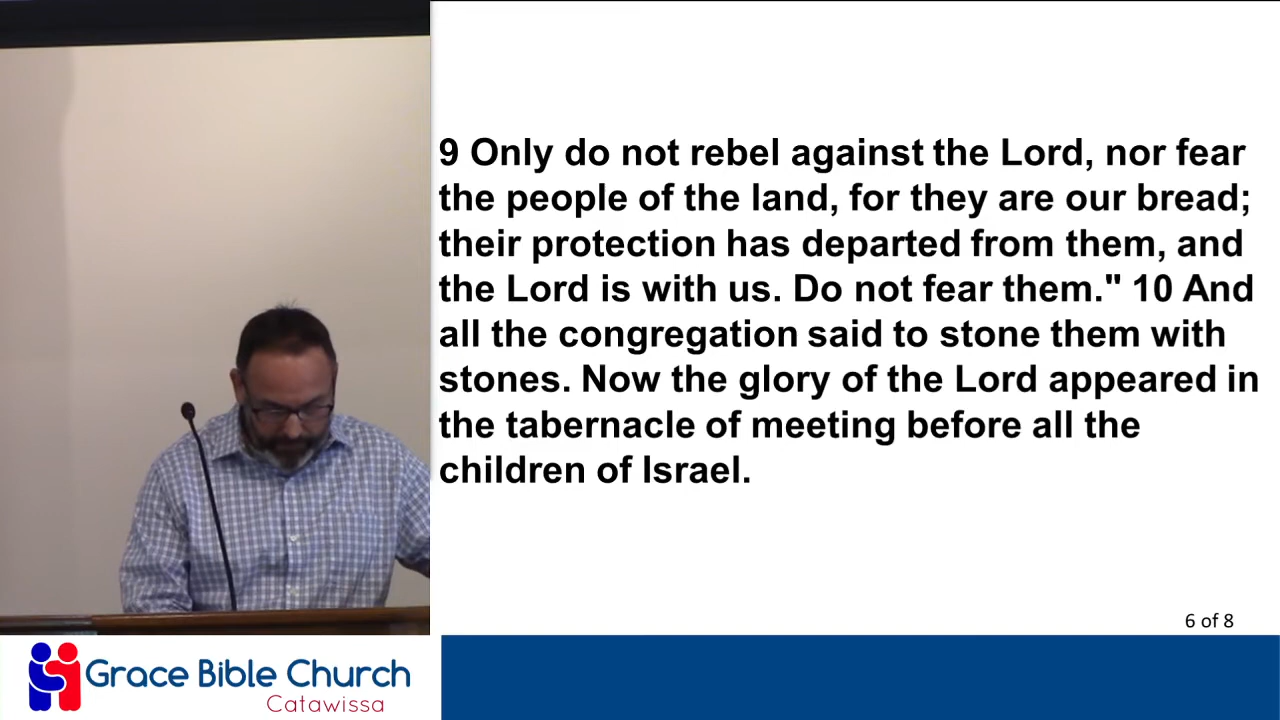 9 Only do not rebel against the Lord, nor fear
the people of the land, for they are our bread;
their protection has departed from them, and
the Lord is with us. Do not fear them." 10 And
all the congregation said to stone them with
stones. Now the glory of the Lord appeared in
the tabernacle of meeting before all the
children of Israel.
6 of 8
Grace Bible Church
Catawissa